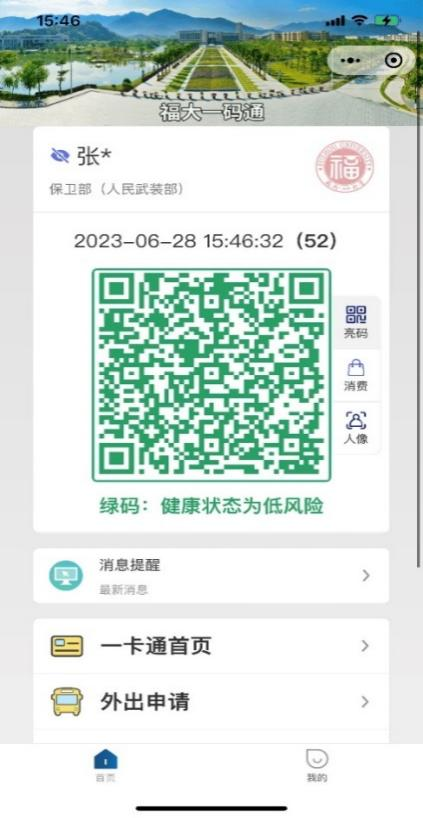 15:46
福大一码通
张*
保卫部（人民武装部）
福
2023-06-28 15:46:32（52）
亮码
消费
人像
绿码：健康状态为低风险
消息提醒
最新消息
一卡通首页
外出申请
首页
我的